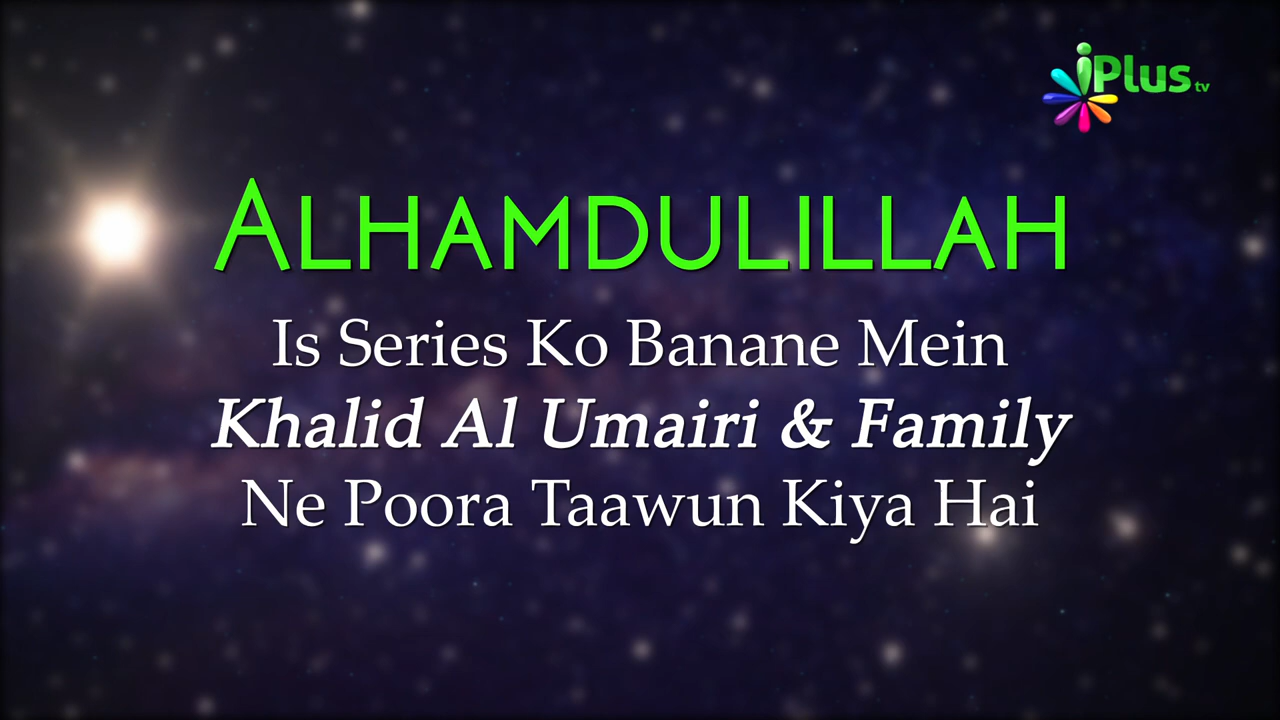 iPlus tv
ALHAMDULILLAH
Is Series Ko Banane Mein
Khalid Al Umairi & Family
Ne Poora Taawun Kiya Hai